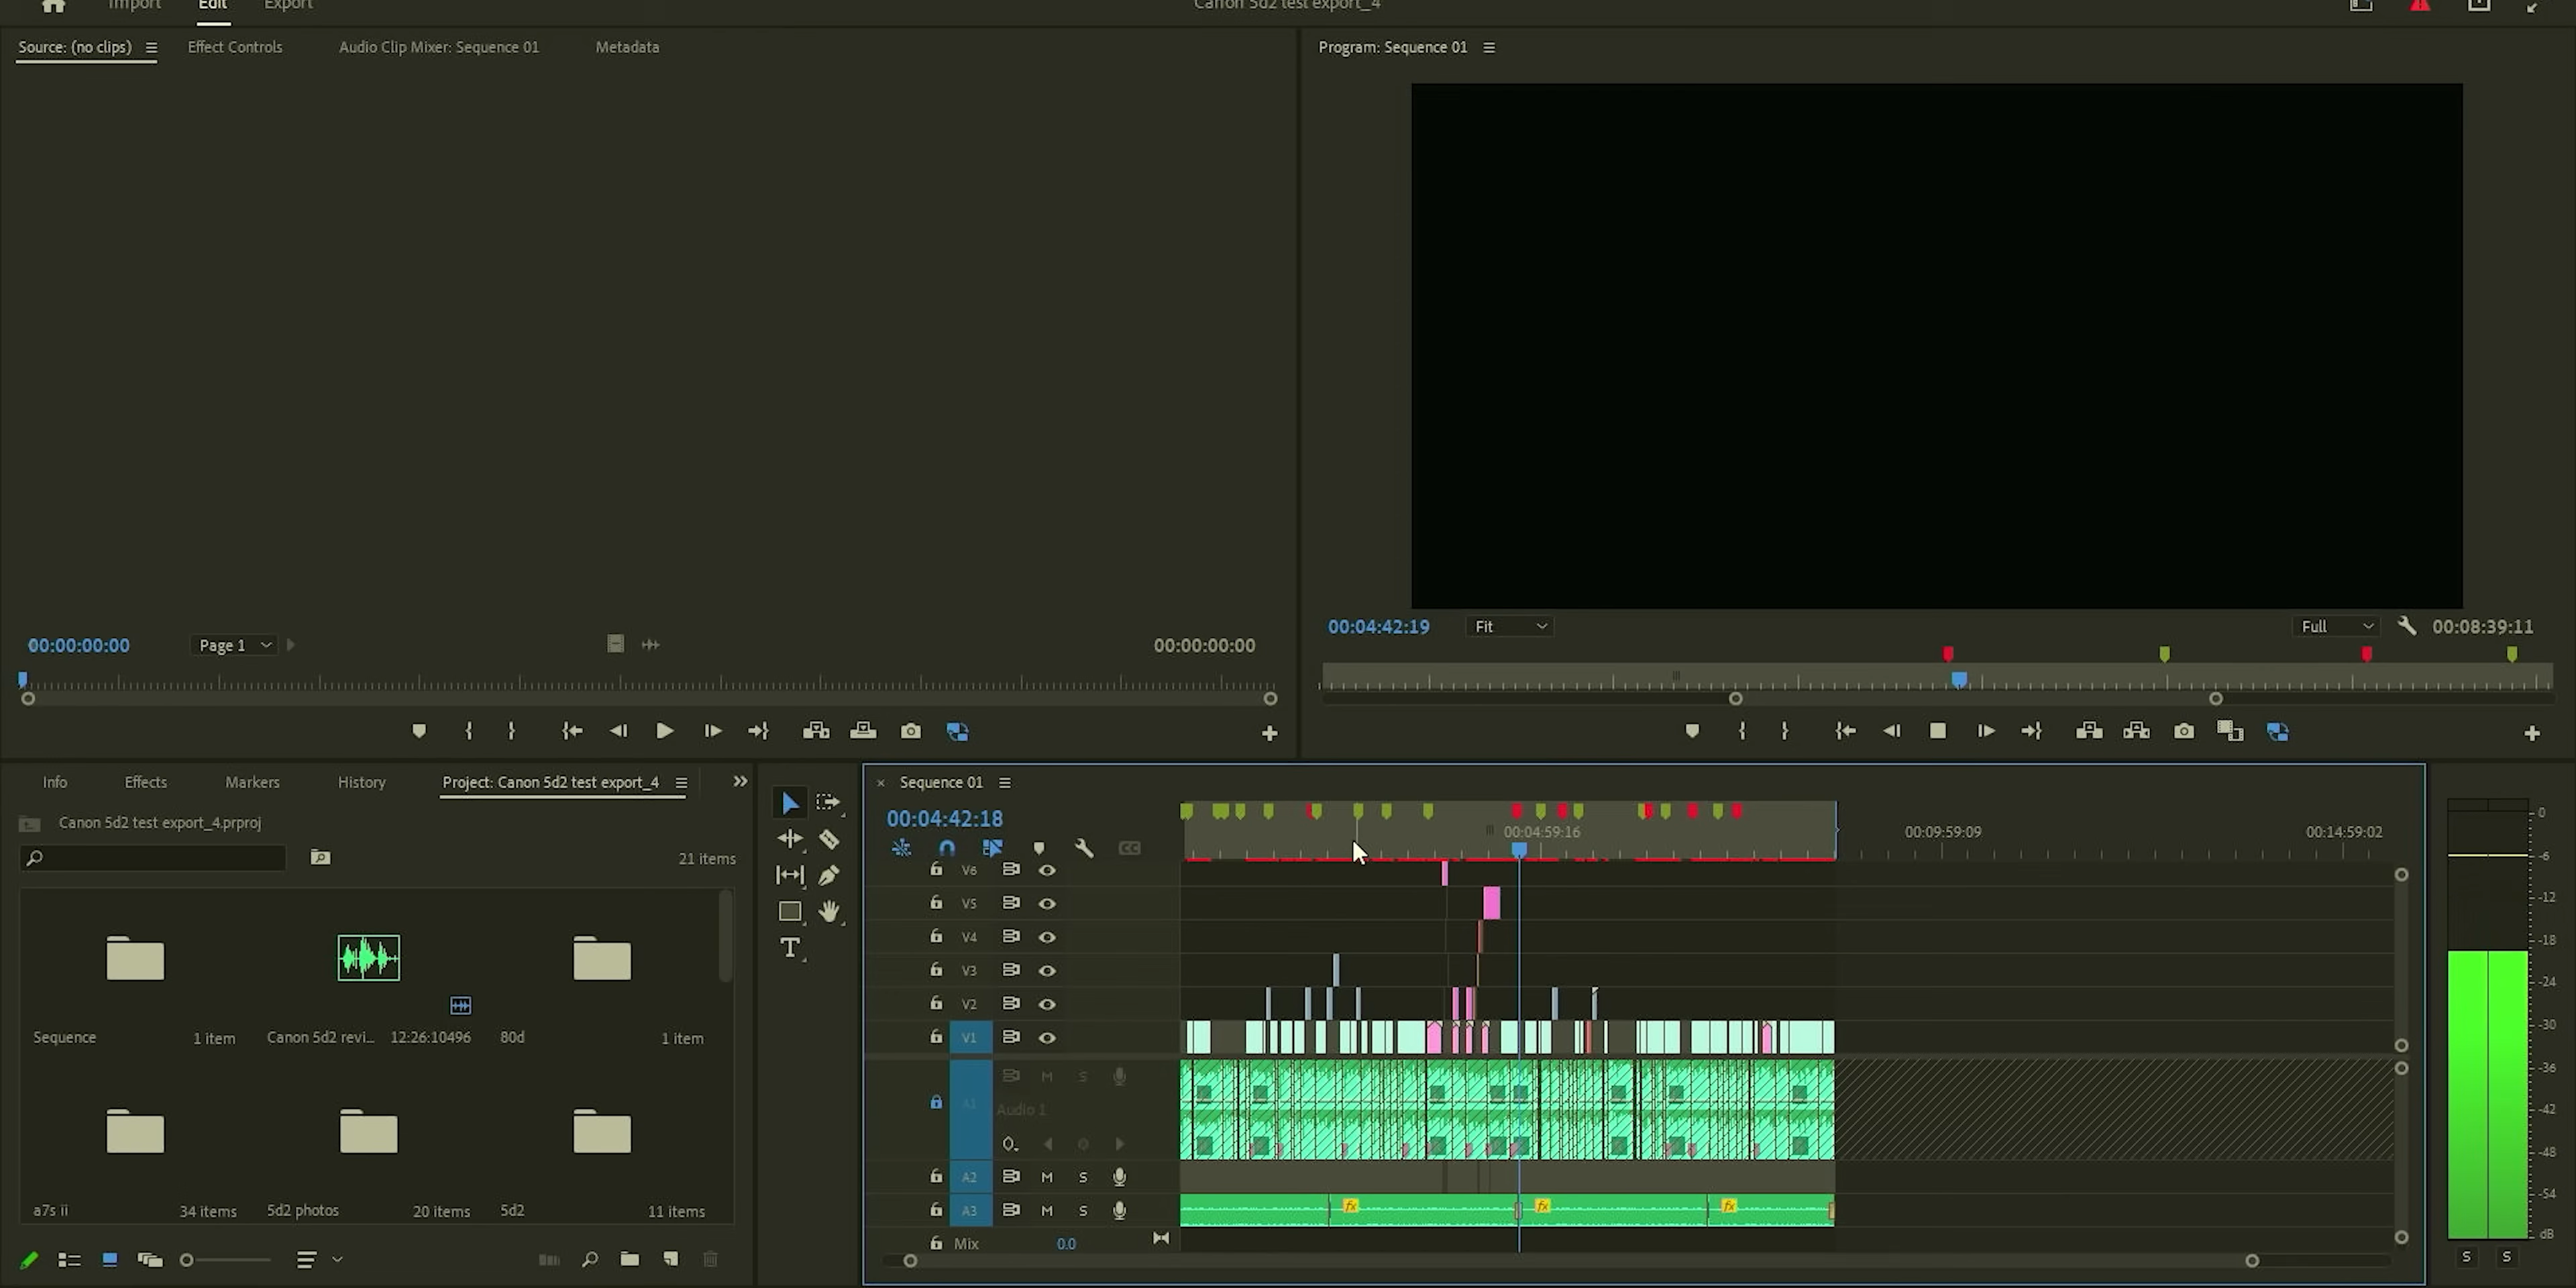 Import Edit Export Canon 5d2 test export_4
Source: (no clips) Effect Controls Audio Clip Mixer: Sequence 01 Metadata
Program: Sequence 01
00:00:00:00 Page 1 00:00:00:00
00:04:42:19 Fit Full 00:08:39:11
Info Effects Markers History Project: Canon 5d2 test export_4
Canon 5d2 test export_4.prproj
21 items
Sequence 1 item Canon 5d2 revi... 12:26:10496 80d 1 item
a7s ii 34 items 5d2 photos 20 items 5d2 11 items
Sequence 01
00:04:42:18
00:04:59:16 00:09:59:09 00:14:59:02
CC
V6
V5
V4
V3
V2
V1
A1 M S
Audio 1
A2 M S
A3 M S fx fx fx
Mix 0.0
0
-6
-12
-18
-24
-30
-36
-42
-48
-54
dB
S S